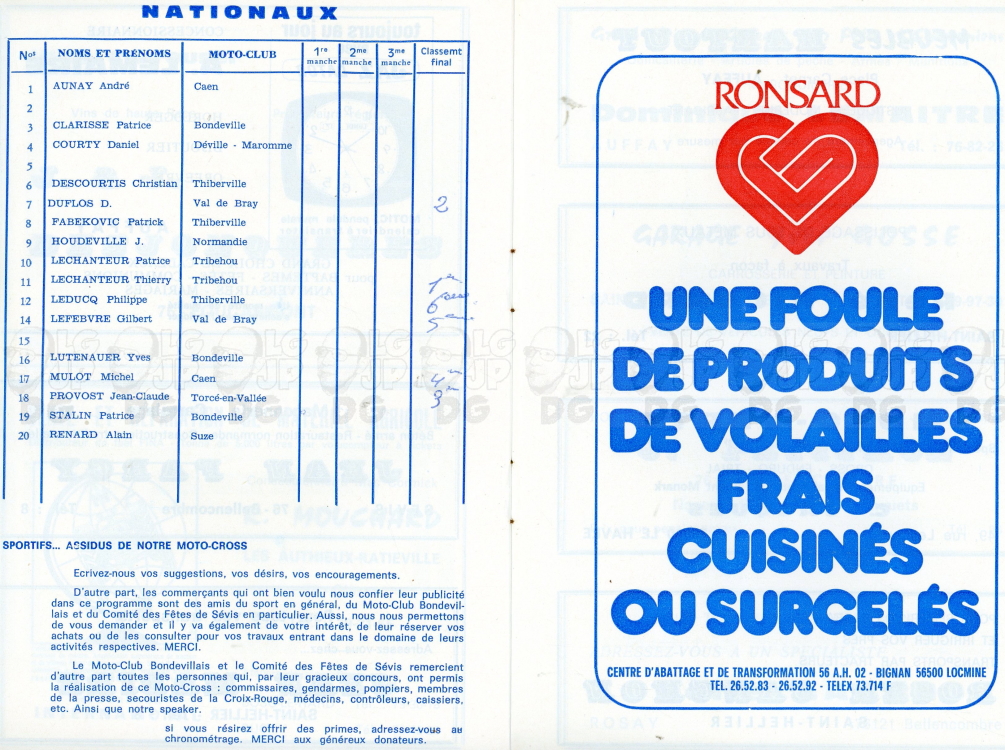 NATIONAUX
Nos NOMS ET PRÉNOMS MOTO-CLUB 1re manche 2me manche 3me manche Classemt final
1 AUNAY André Caen
2
3 CLARISSE Patrice Bondeville
4 COURTY Daniel Déville - Maromme
5
6 DESCOURTIS Christian Thiberville
7 DUFLOS D. Val de Bray 2
8 FABEKOVIC Patrick Thiberville
9 HOUDEVILLE J. Normandie
10 LECHANTEUR Patrice Tribehou
11 LECHANTEUR Thierry Tribehou 1er
12 LEDUCQ Philippe Thiberville 6eme
14 LEFEBVRE Gilbert Val de Bray 5eme
15
16 LUTENAUER Yves Bondeville
17 MULOT Michel Caen 4m
18 PROVOST Jean-Claude Torcé-en-Vallée 3m
19 STALIN Patrice Bondeville
20 RENARD Alain Suze
SPORTIFS... ASSIDUS DE NOTRE MOTO-CROSS
Ecrivez-nous vos suggestions, vos désirs, vos encouragements.
D'autre part, les commerçants qui ont bien voulu nous confier leur publicité
dans ce programme sont des amis du sport en général, du Moto-Club Bondevil-
lais et du Comité des Fêtes de Sévis en particulier. Aussi, nous nous permettons
de vous demander et il y va également de votre intérêt, de leur réserver vos
achats ou de les consulter pour vos travaux entrant dans le domaine de leurs
activités respectives. MERCI.
Le Moto-Club Bondevillais et le Comité des Fêtes de Sévis remercient
d'autre part toutes les personnes qui, par leur gracieux concours, ont permis
la réalisation de ce Moto-Cross : commissaires, gendarmes, pompiers, membres
de la presse, secouristes de la Croix-Rouge, médecins, contrôleurs, caissiers,
etc. Ainsi que notre speaker.
si vous résirez offrir des primes, adressez-vous au
chronométrage. MERCI aux généreux donateurs.
RONSARD
UNE FOULE
DE PRODUITS
DE VOLAILLES
FRAIS
CUISINÉS
OU SURGELÉS
CENTRE D'ABATTAGE ET DE TRANSFORMATION 56 A.H. 02 - BIGNAN 56500 LOCMINE
TEL. 26.52.83 - 26.52.92 - TELEX 73.714 F